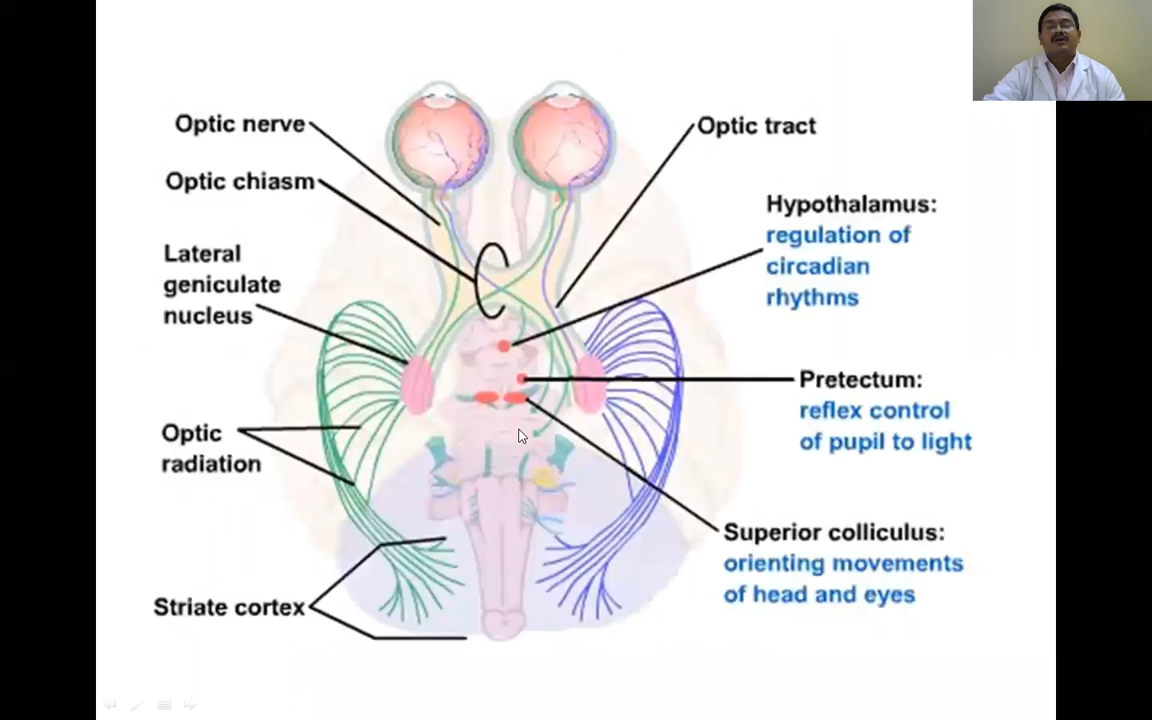 Optic nerve
Optic chiasm
Lateral
geniculate
nucleus
Optic
radiation
Striate cortex
Optic tract
Hypothalamus:
regulation of
circadian
rhythms
Pretectum:
reflex control
of pupil to light
Superior colliculus:
orienting movements
of head and eyes